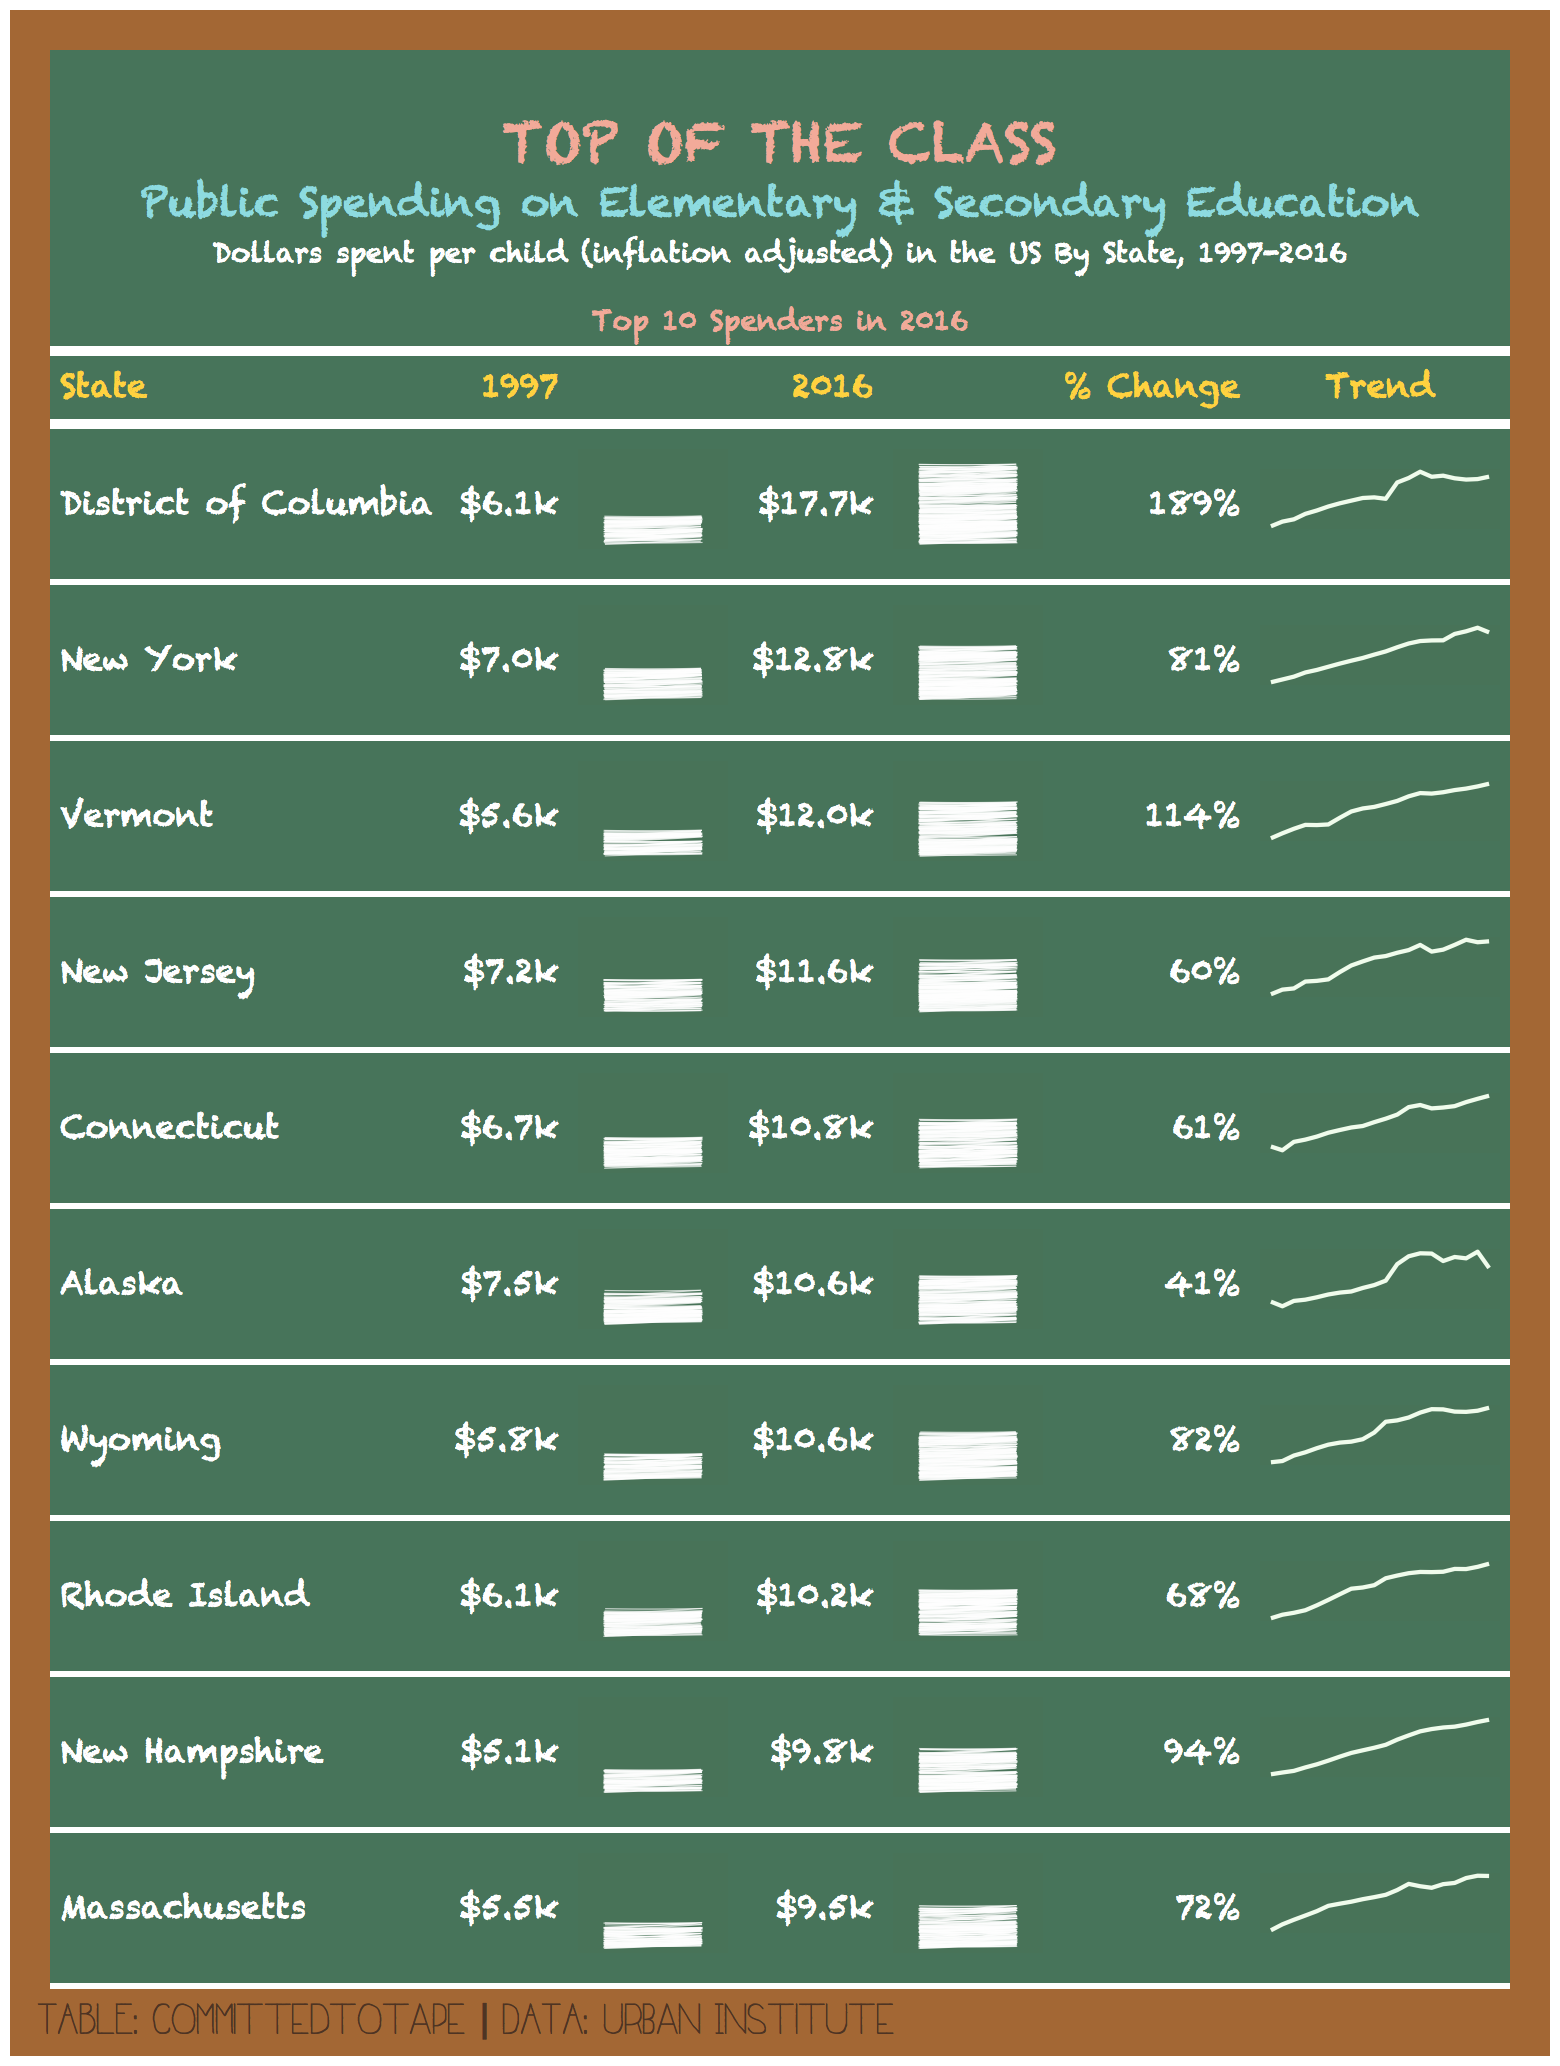 TOP OF THE CLASS
Public Spending on Elementary & Secondary Education
Dollars spent per child (inflation adjusted) in the US By State, 1997-2016
Top 10 Spenders in 2016
State 1997 2016 % Change Trend
District of Columbia $6.1k $17.7k 189%
New York $7.0k $12.8k 81%
Vermont $5.6k $12.0k 114%
New Jersey $7.2k $11.6k 60%
Connecticut $6.7k $10.8k 61%
Alaska $7.5k $10.6k 41%
Wyoming $5.8k $10.6k 82%
Rhode Island $6.1k $10.2k 68%
New Hampshire $5.1k $9.8k 94%
Massachusetts $5.5k $9.5k 72%
TABLE: COMMITTEDTOTAPE | DATA: URBAN INSTITUTE